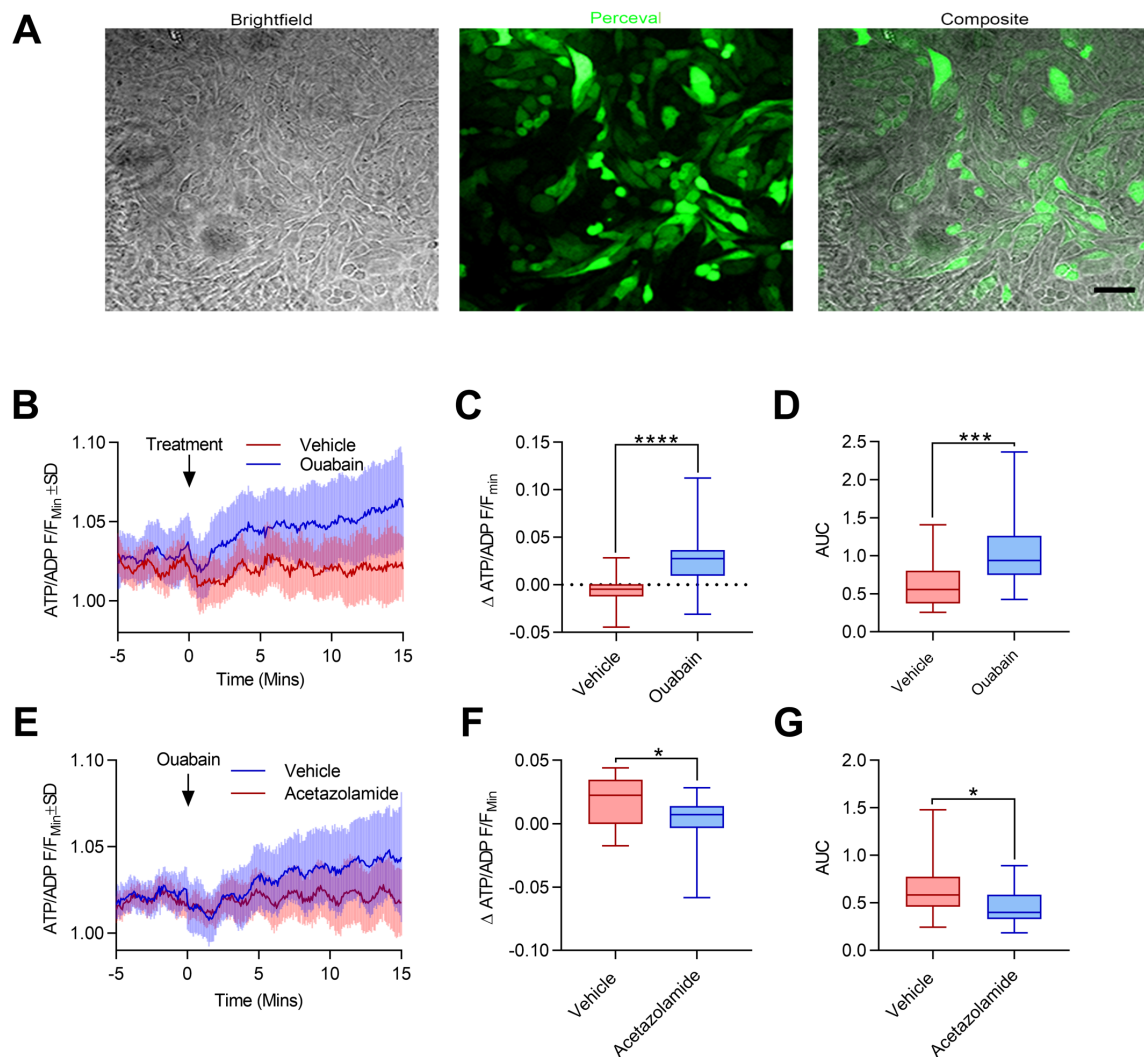 A
Brightfield
Perceval
Composite
B
1.10
1.05
1.00
ATP/ADP F/FMin ±SD
Treatment
Vehicle
Ouabain
-5
0
5
10
15
Time (Mins)
C
0.15
0.10
0.05
0.00
-0.05
Δ ATP/ADP F/Fmin
****
Vehicle
Ouabain
D
2.5
2.0
1.5
1.0
0.5
0.0
AUC
***
Vehicle
Ouabain
E
1.10
1.05
1.00
ATP/ADP F/FMin±SD
Ouabain
Vehicle
Acetazolamide
-5
0
5
10
15
Time (Mins)
F
0.05
0.00
-0.05
-0.10
Δ ATP/ADP F/FMin
*
Vehicle
Acetazolamide
G
2.0
1.5
1.0
0.5
0.0
AUC
*
Vehicle
Acetazolamide